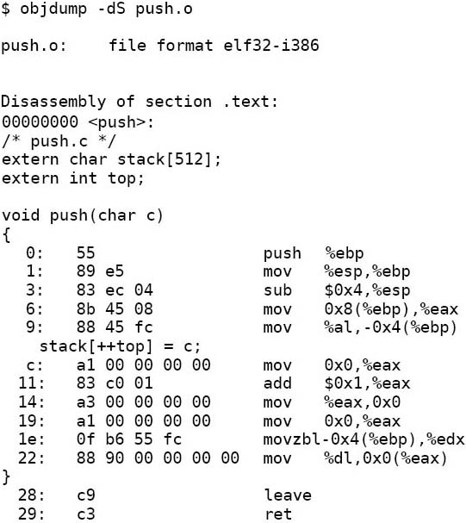 $ objdump -dS push.o
push.o:     file format elf32-i386
Disassembly of section .text:
00000000 <push>:
/* push.c */
extern char stack[512];
extern int top;
void push(char c)
{
   0:   55                      push   %ebp
   1:   89 e5                   mov    %esp,%ebp
   3:   83 ec 04                sub    $0x4,%esp
   6:   8b 45 08                mov    0x8(%ebp),%eax
   9:   88 45 fc                mov    %al,-0x4(%ebp)
    stack[++top] = c;
   c:   a1 00 00 00 00          mov    0x0,%eax
  11:   83 c0 01                add    $0x1,%eax
  14:   a3 00 00 00 00          mov    %eax,0x0
  19:   a1 00 00 00 00          mov    0x0,%eax
  1e:   0f b6 55 fc             movzbl-0x4(%ebp),%edx
  22:   88 90 00 00 00 00       mov    %dl,0x0(%eax)
}
  28:   c9                      leave
  29:   c3                      ret